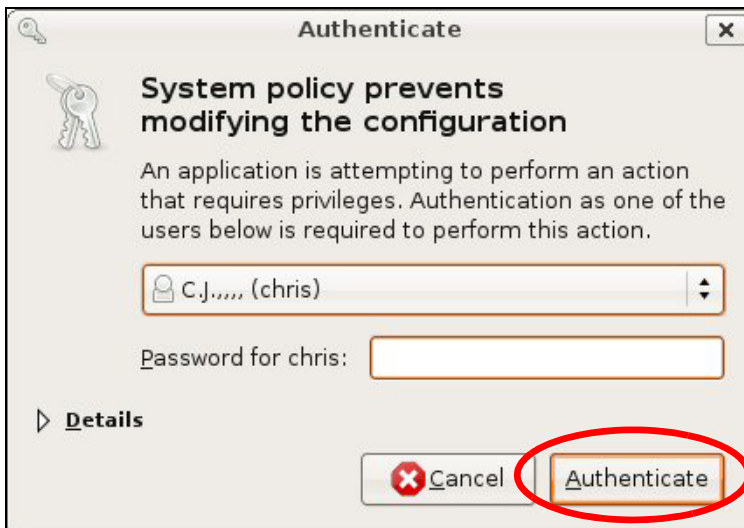 Authenticate
System policy prevents
modifying the configuration
An application is attempting to perform an action
that requires privileges. Authentication as one of the
users below is required to perform this action.
C.J.,,,, (chris)
Password for chris:
Details
Cancel
Authenticate